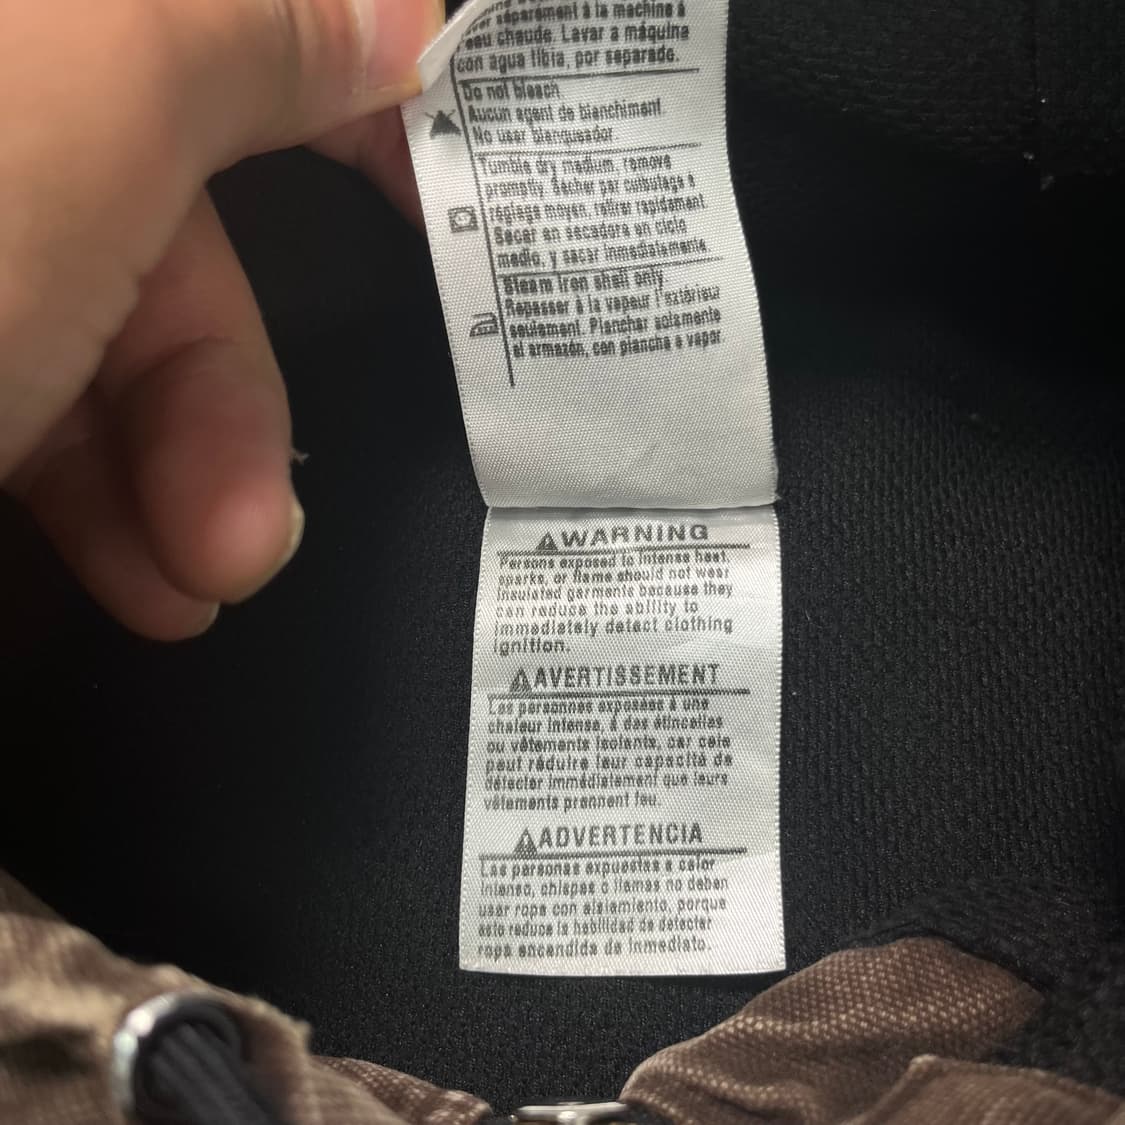 séparément à la machine à
eau chaude. Lavar a máquina
con agua tibia, por separado.
Do not bleach
Aucun agent de blanchiment.
No usar blanqueador.
Tumble dry medium, remove
promptly. Sécher par culbutage à
réglage moyen, retirer rapidement.
Secar en secadora en ciclo
medio, y sacar inmediatamente.
Steam iron shell only
Repasser à la vapeur l'extérieur
seulement. Planchar solamente
el armazón, con plancha a vapor
WARNING
Persons exposed to intense heat,
sparks, or flame should not wear
insulated garments because they
can reduce the ability to
immediately detect clothing
ignition.
AVERTISSEMENT
Les personnes exposées à une
chaleur intense, à des étincelles
ou vêtements isolants, car cela
peut réduire leur capacité de
détecter immédiatement que leurs
vêtements prennent feu.
ADVERTENCIA
Las personas expuestas a calor
intenso, chispas o llamas no deben
usar ropa con aislamiento, porque
esto reduce la habilidad de detectar
ropa encendida de inmediato.